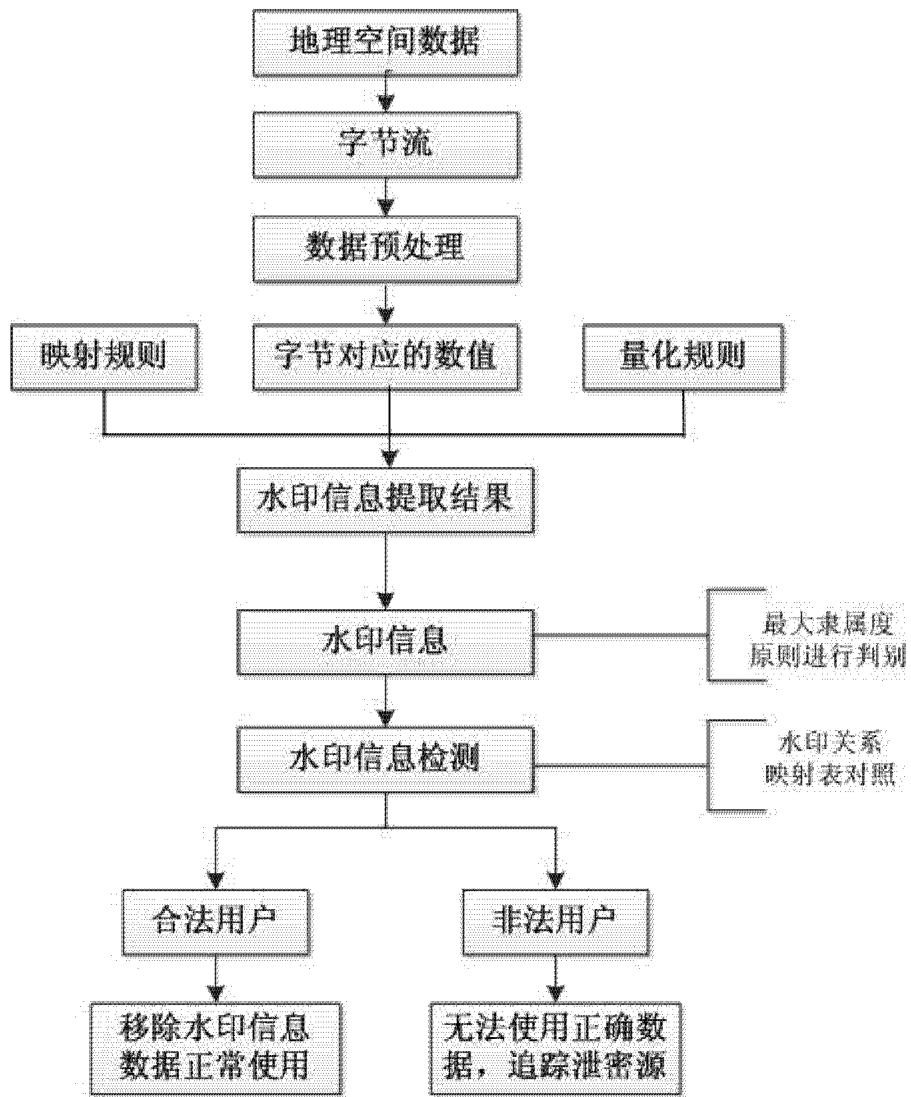 地理空间数据
字节流
数据预处理
映射规则
字节对应的数值
量化规则
水印信息提取结果
水印信息
最大隶属度
原则进行判别
水印信息检测
水印关系
映射表对照
合法用户
非法用户
移除水印信息
数据正常使用
无法使用正确数
据，追踪泄密源